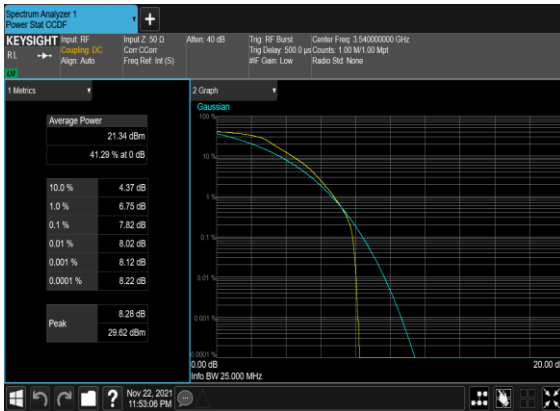 Spectrum Analyzer 1
Power Stat CCDF
KEYSIGHT
RL
LXI
Input: RF
Coupling: DC
Align: Auto
Input Z: 50 Ω
Corr CCorr
Freq Ref: Int (S)
Atten: 40 dB
Trig: RF Burst
Trig Delay: 500.0 µs
#IF Gain: Low
Center Freq: 3.540000000 GHz
Counts: 1.00 M/1.00 Mpt
Radio Std: None
1 Metrics
Average Power
21.34 dBm
41.29 % at 0 dB
10.0 % 4.37 dB
1.0 % 6.75 dB
0.1 % 7.82 dB
0.01 % 8.02 dB
0.001 % 8.12 dB
0.0001 % 8.22 dB
Peak
8.28 dB
29.62 dBm
2 Graph
Gaussian
100 %
10 %
1 %
0.1 %
0.01 %
0.001 %
0.0001 %
0.00 dB
20.00 d
Info BW 25.000 MHz
?
Nov 22, 2021
11:53:06 PM